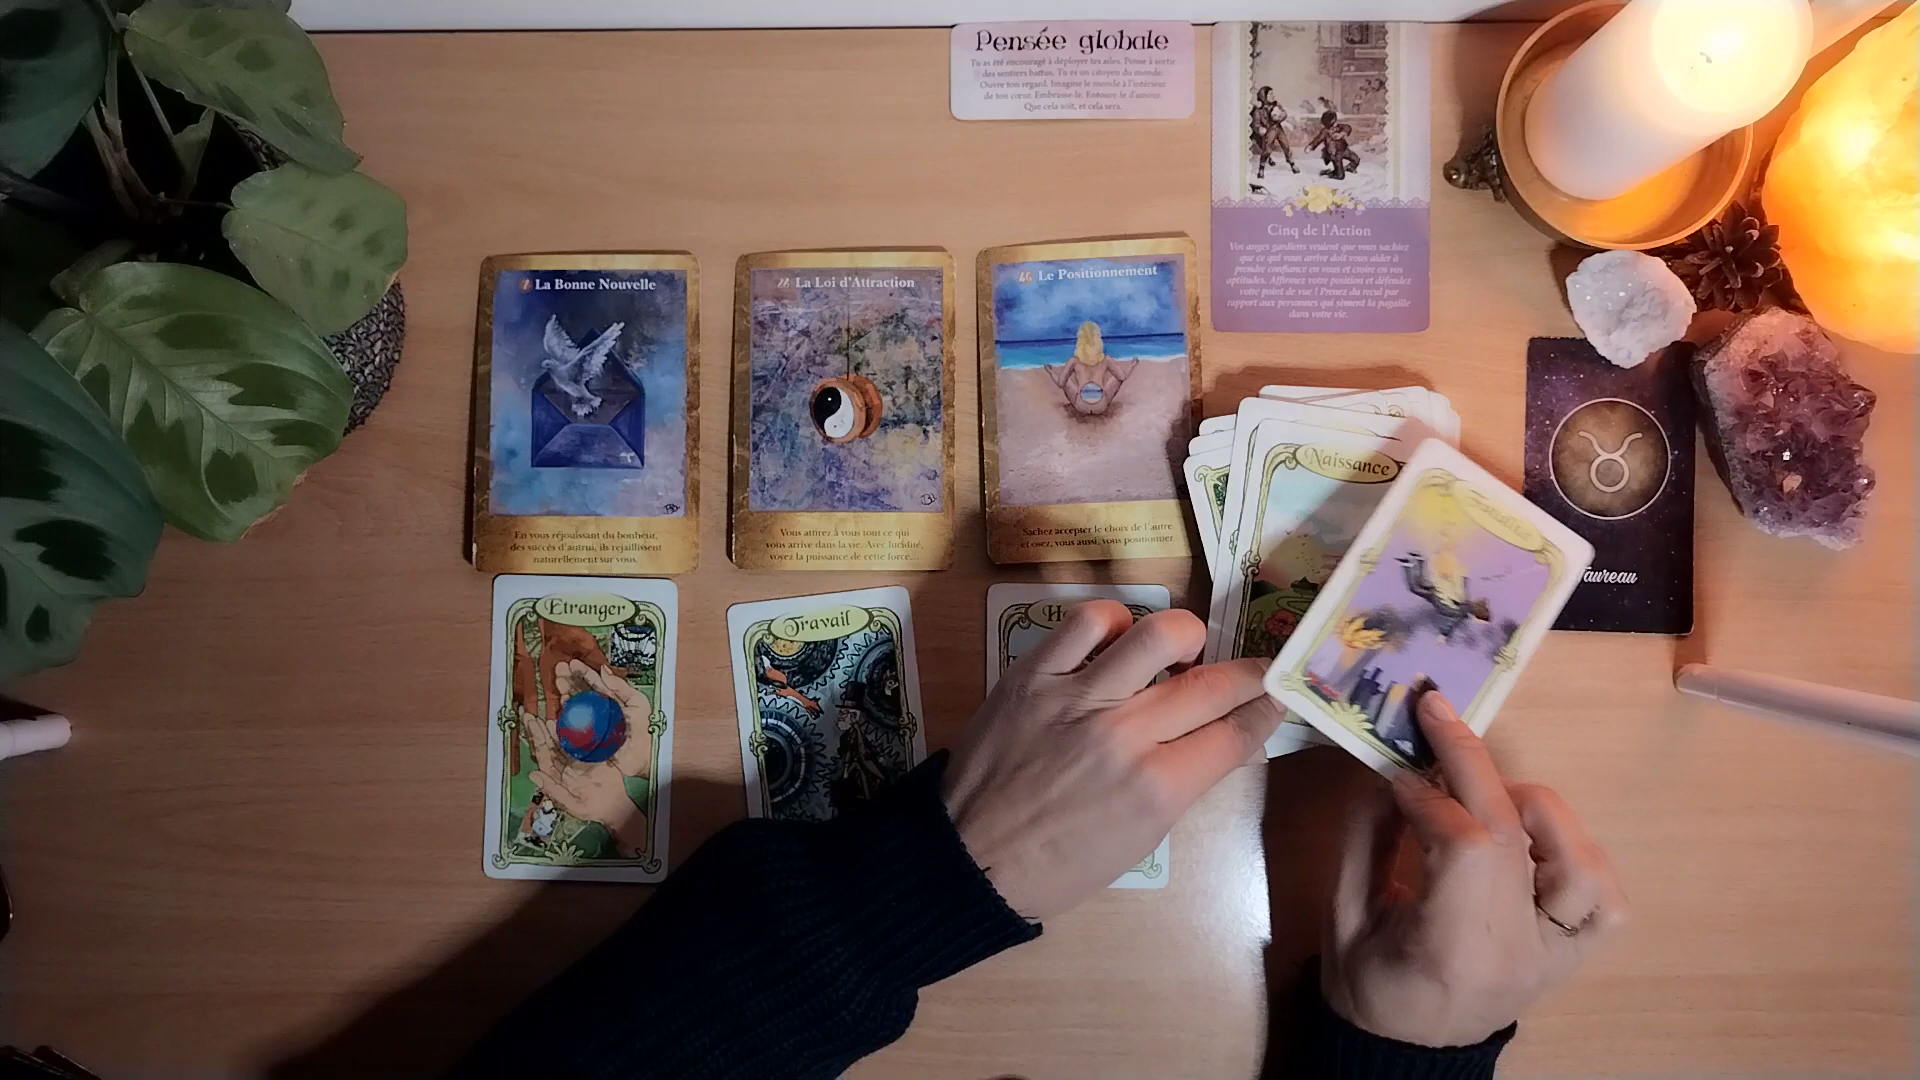 Pensée globale
Tu as été encouragé à déployer tes ailes. Pense à sortir
des sentiers battus. Tu es un citoyen du monde.
Ouvre ton regard. Imagine le monde à l'intérieur
de ton cœur. Embrasse-le. Entoure-le d'amour.
Que cela soit, et cela sera.
Cinq de l'Action
Vos anges gardiens veulent que vous sachiez
que ce qui vous arrive doit vous aider à
prendre confiance en vous et croire en vos
aptitudes. Affirmez votre position et défendez
votre point de vue ! Prenez du recul par
rapport aux personnes qui sèment la pagaille
dans votre vie.
La Bonne Nouvelle
En vous réjouissant du bonheur,
des succès d'autrui, ils rejaillissent
naturellement sur vous.
La Loi d'Attraction
Vous attirez à vous tout ce qui
vous arrive dans la vie. Avec lucidité,
voyez la puissance de cette force...
46 Le Positionnement
Sachez accepter le choix de l'autre
et osez, vous aussi, vous positionner.
Naissance
Taureau
Etranger
Travail